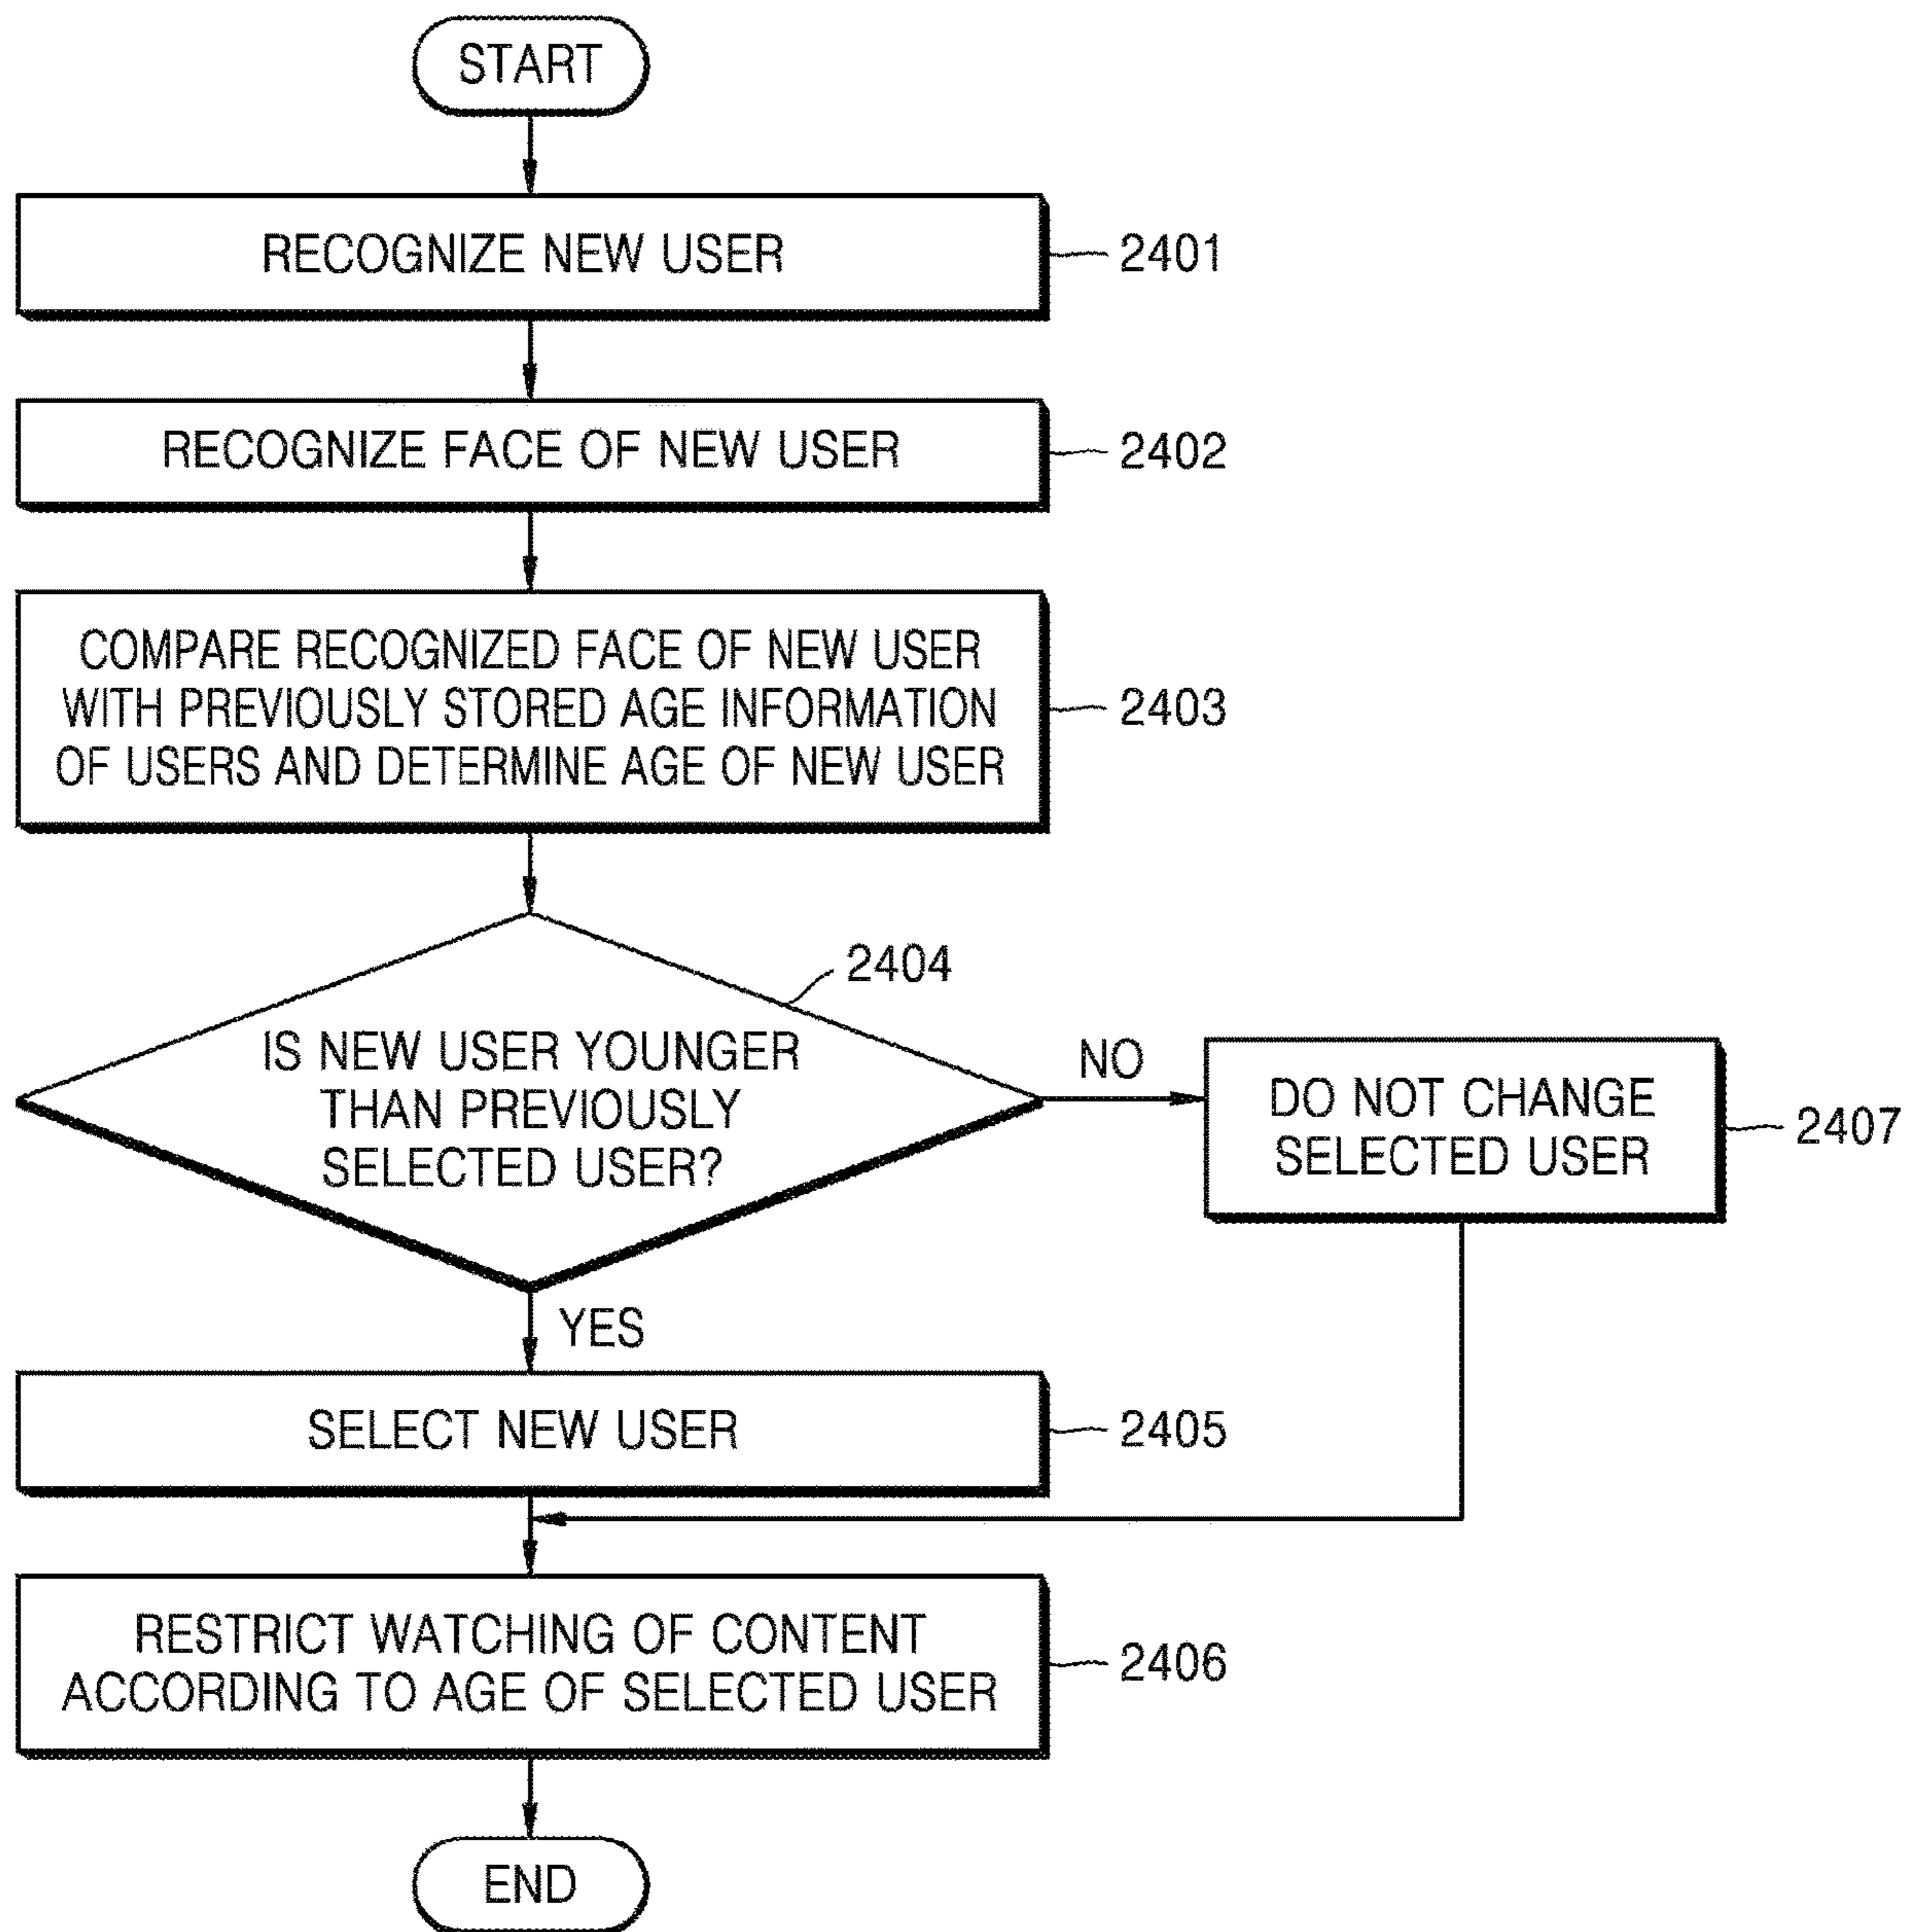 START
RECOGNIZE NEW USER
2401
RECOGNIZE FACE OF NEW USER
2402
COMPARE RECOGNIZED FACE OF NEW USER
WITH PREVIOUSLY STORED AGE INFORMATION
OF USERS AND DETERMINE AGE OF NEW USER
2403
2404
IS NEW USER YOUNGER
THAN PREVIOUSLY
SELECTED USER?
NO
DO NOT CHANGE
SELECTED USER
2407
YES
SELECT NEW USER
2405
RESTRICT WATCHING OF CONTENT
ACCORDING TO AGE OF SELECTED USER
2406
END